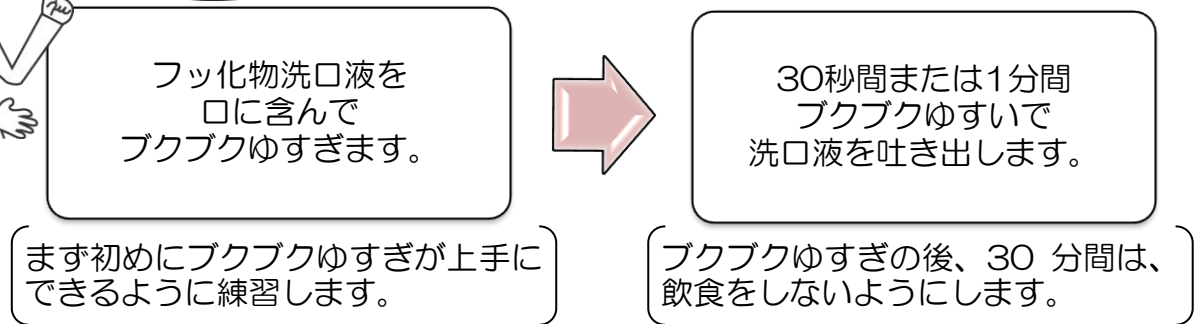 フッ化物洗口液を
口に含んで
ブクブクゆすぎます。
30秒間または1分間
ブクブクゆすいで
洗口液を吐き出します。
まず初めにブクブクゆすぎが上手に
できるように練習します。
ブクブクゆすぎの後、30 分間は、
飲食をしないようにします。